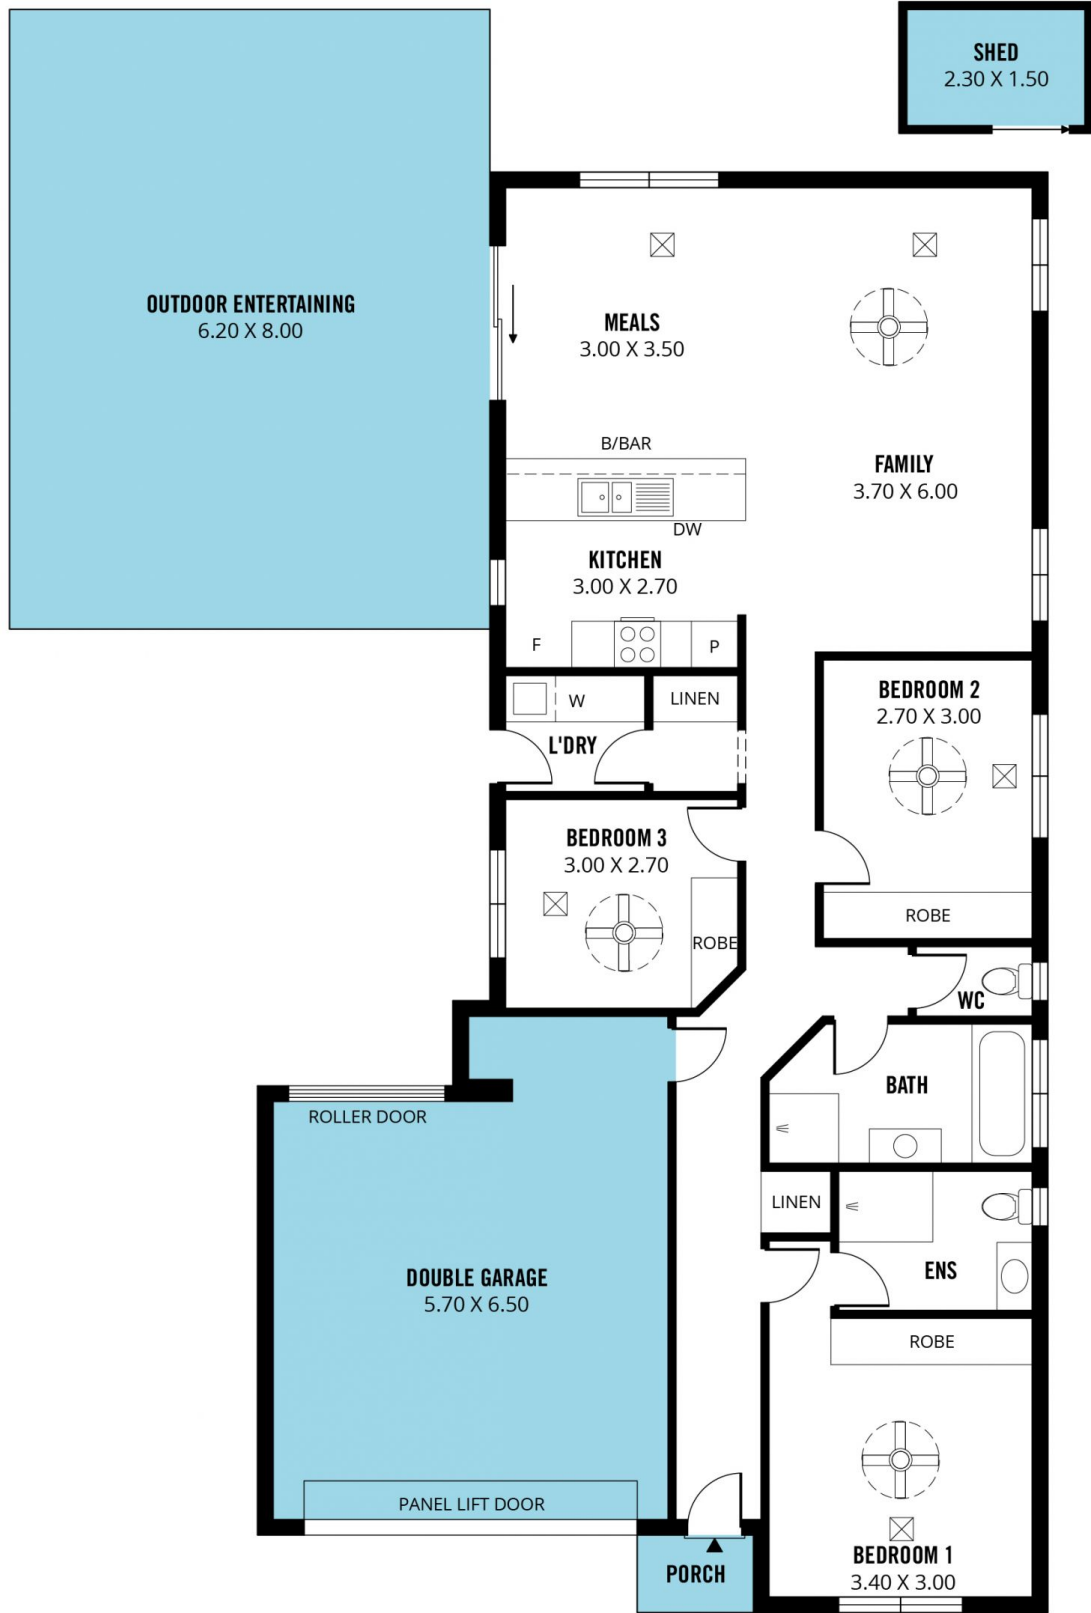 SHED
2.30 X 1.50
OUTDOOR ENTERTAINING
6.20 X 8.00
MEALS
3.00 X 3.50
B/BAR
FAMILY
3.70 X 6.00
DW
KITCHEN
3.00 X 2.70
F
P
BEDROOM 2
2.70 X 3.00
LINEN
W
L'DRY
BEDROOM 3
3.00 X 2.70
ROBE
ROBE
WC
BATH
ROLLER DOOR
LINEN
ENS
DOUBLE GARAGE
5.70 X 6.50
ROBE
PANEL LIFT DOOR
BEDROOM 1
3.40 X 3.00
PORCH